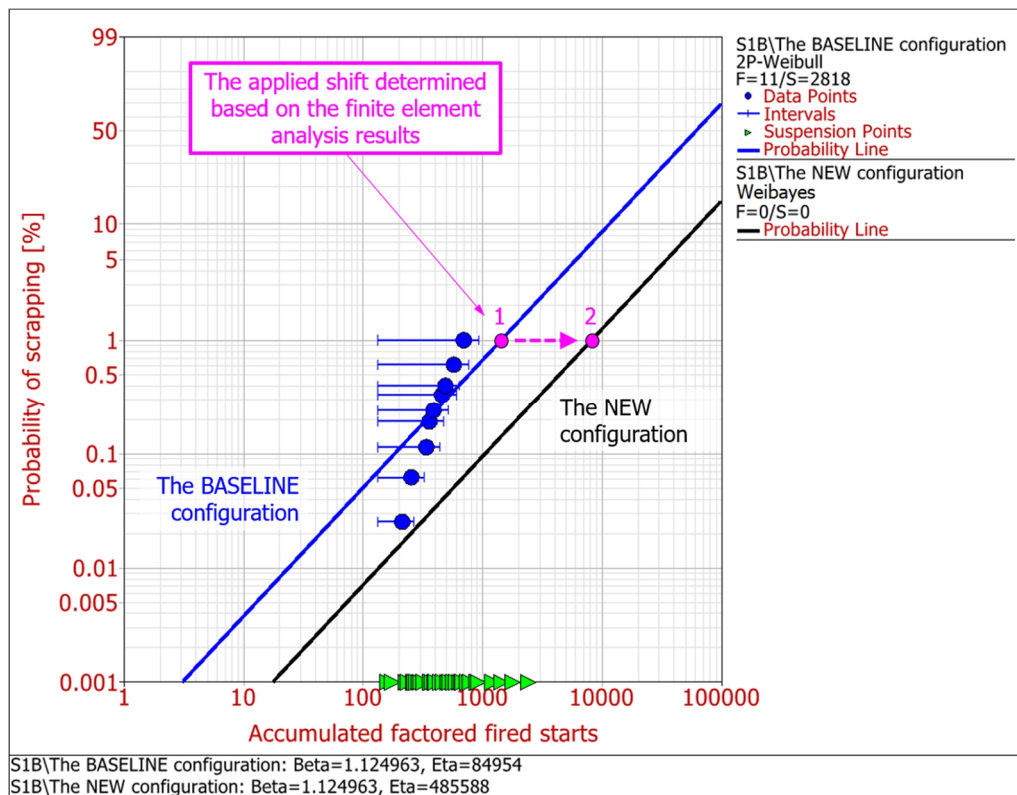 99
50
10
5
1
0.5
0.1
0.05
0.01
0.005
0.001
Probability of scrapping [%]
1
10
100
1000
10000
100000
Accumulated factored fired starts
The applied shift determined
based on the finite element
analysis results
1
2
The NEW
configuration
The BASELINE
configuration
S1B\The BASELINE configuration
2P-Weibull
F=11/S=2818
Data Points
Intervals
Suspension Points
Probability Line
S1B\The NEW configuration
Weibayes
F=0/S=0
Probability Line
S1B\The BASELINE configuration: Beta=1.124963, Eta=84954
S1B\The NEW configuration: Beta=1.124963, Eta=485588